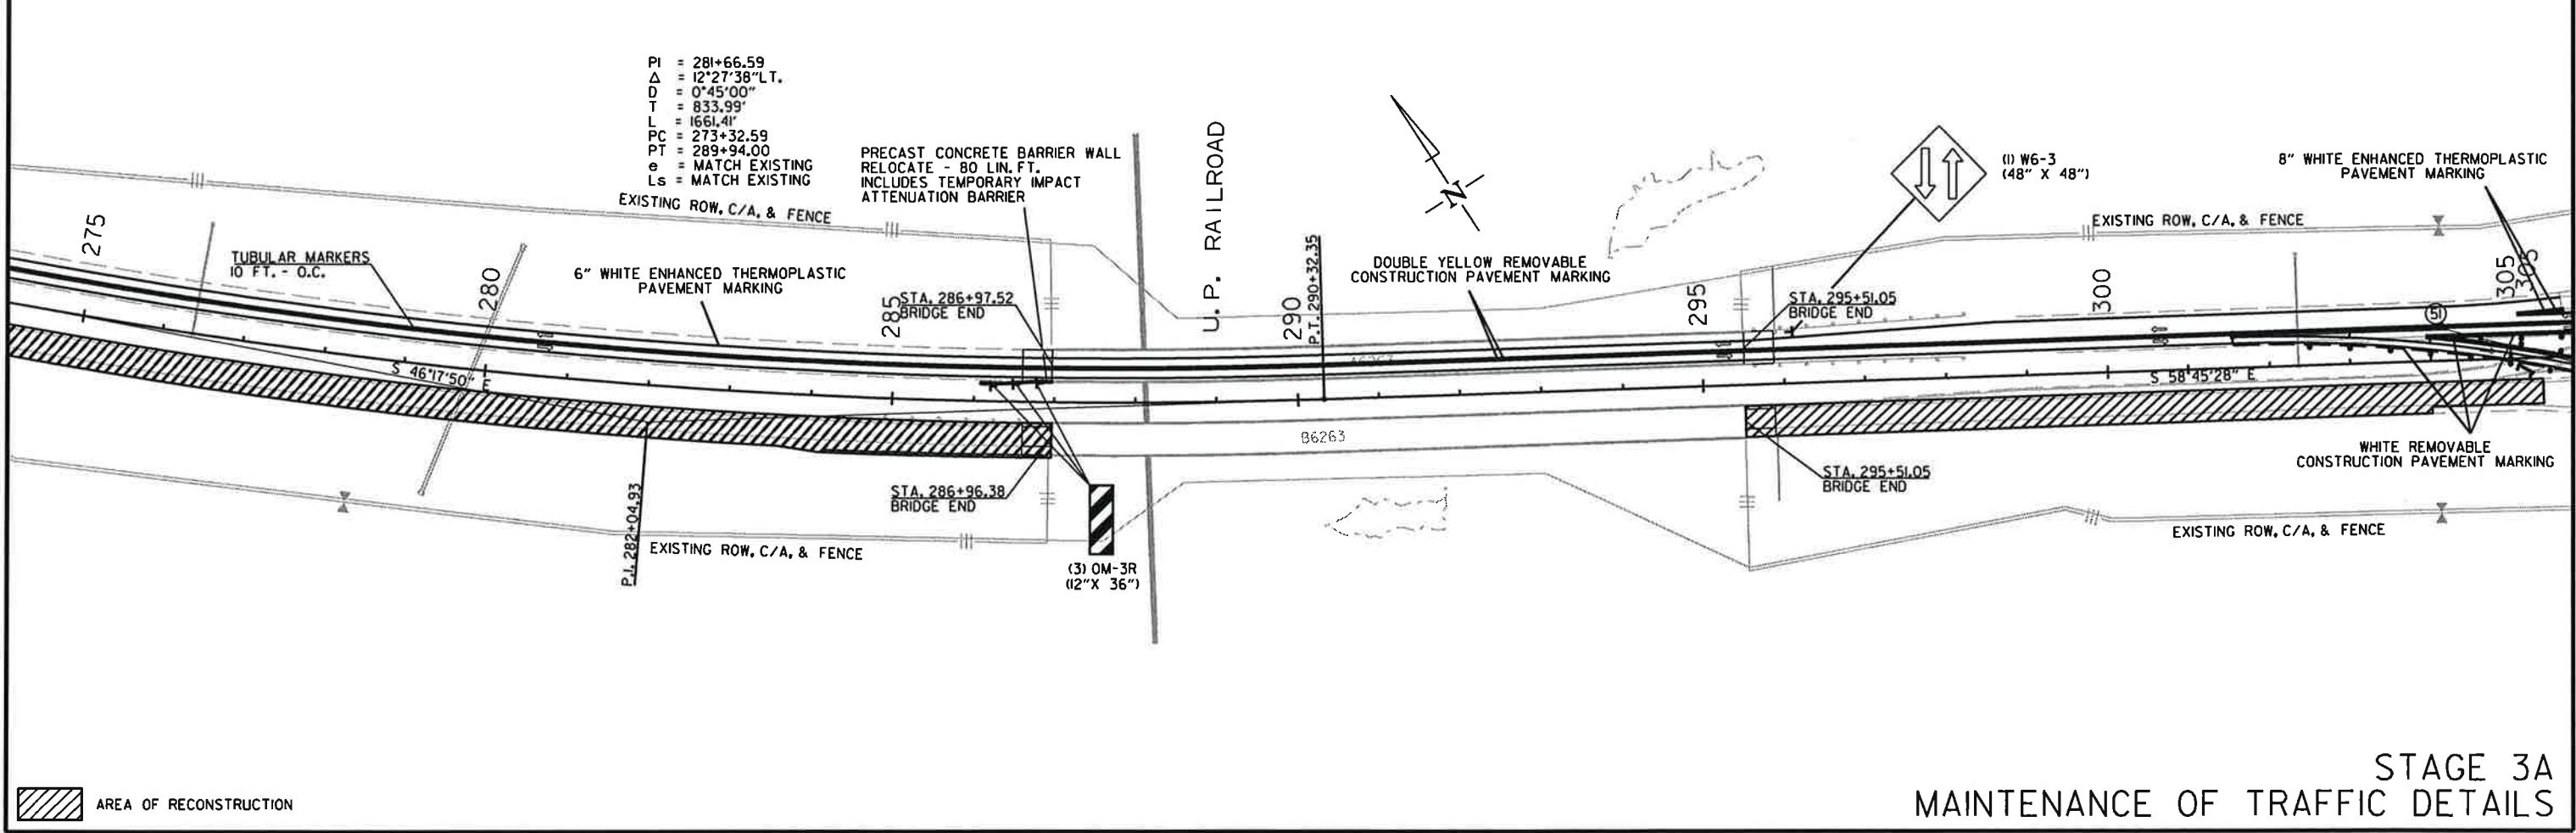 PI = 281+66.59
Δ = 12°27'38"LT.
D = 0°45'00"
T = 833.99'
L = 1661.41'
PC = 273+32.59
PT = 289+94.00
e = MATCH EXISTING
Ls = MATCH EXISTING
PRECAST CONCRETE BARRIER WALL
RELOCATE - 80 LIN.FT.
INCLUDES TEMPORARY IMPACT
ATTENUATION BARRIER
U.P. RAILROAD
N
(1) W6-3
(48" X 48")
8" WHITE ENHANCED THERMOPLASTIC
PAVEMENT MARKING
EXISTING ROW, C/A, & FENCE
EXISTING ROW, C/A, & FENCE
275
TUBULAR MARKERS
10 FT. - O.C.
280
6" WHITE ENHANCED THERMOPLASTIC
PAVEMENT MARKING
285
STA. 286+97.52
BRIDGE END
290
P.T. 290+32.35
DOUBLE YELLOW REMOVABLE
CONSTRUCTION PAVEMENT MARKING
295
STA. 295+51.05
BRIDGE END
300
305
305
51
A6263
S 46°17'50" E
S 58°45'28" E
B6263
WHITE REMOVABLE
CONSTRUCTION PAVEMENT MARKING
STA. 286+96.38
BRIDGE END
STA. 295+51.05
BRIDGE END
P.I. 282+04.93
EXISTING ROW, C/A, & FENCE
EXISTING ROW, C/A, & FENCE
(3) OM-3R
(12"X 36")
AREA OF RECONSTRUCTION
STAGE 3A
MAINTENANCE OF TRAFFIC DETAILS